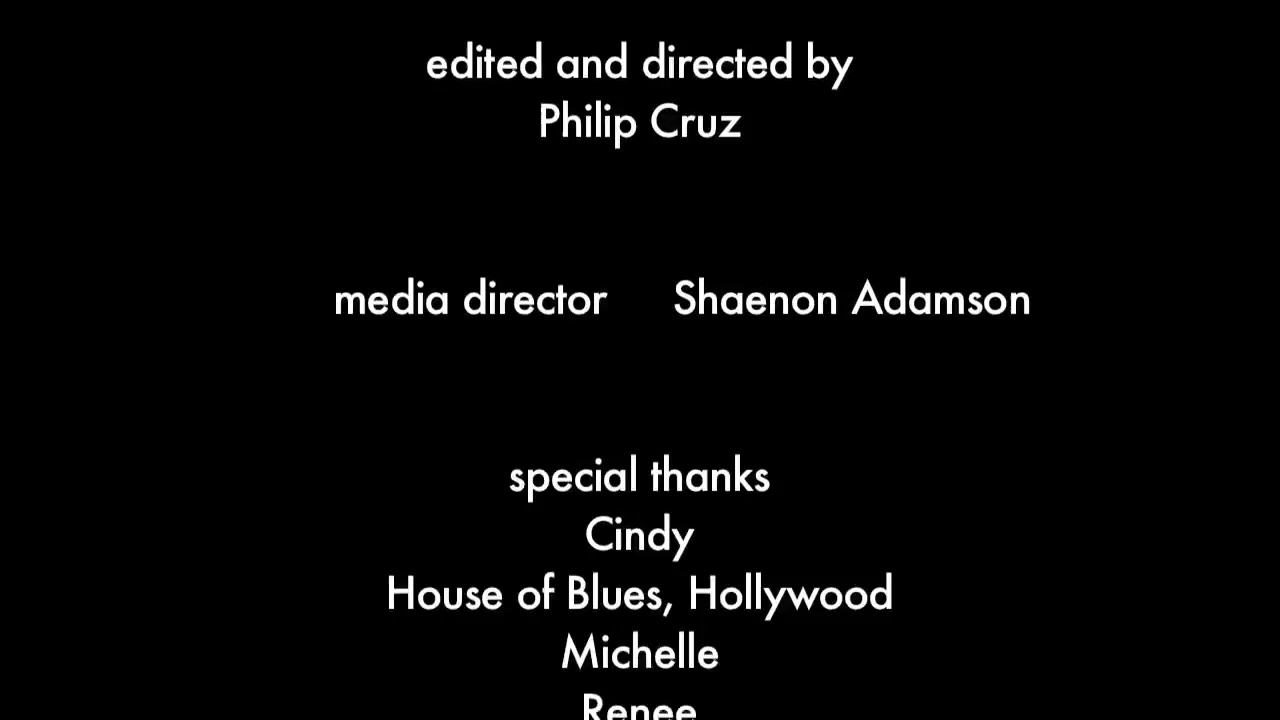 edited and directed by
Philip Cruz
media director Shaenon Adamson
special thanks
Cindy
House of Blues, Hollywood
Michelle
Renee